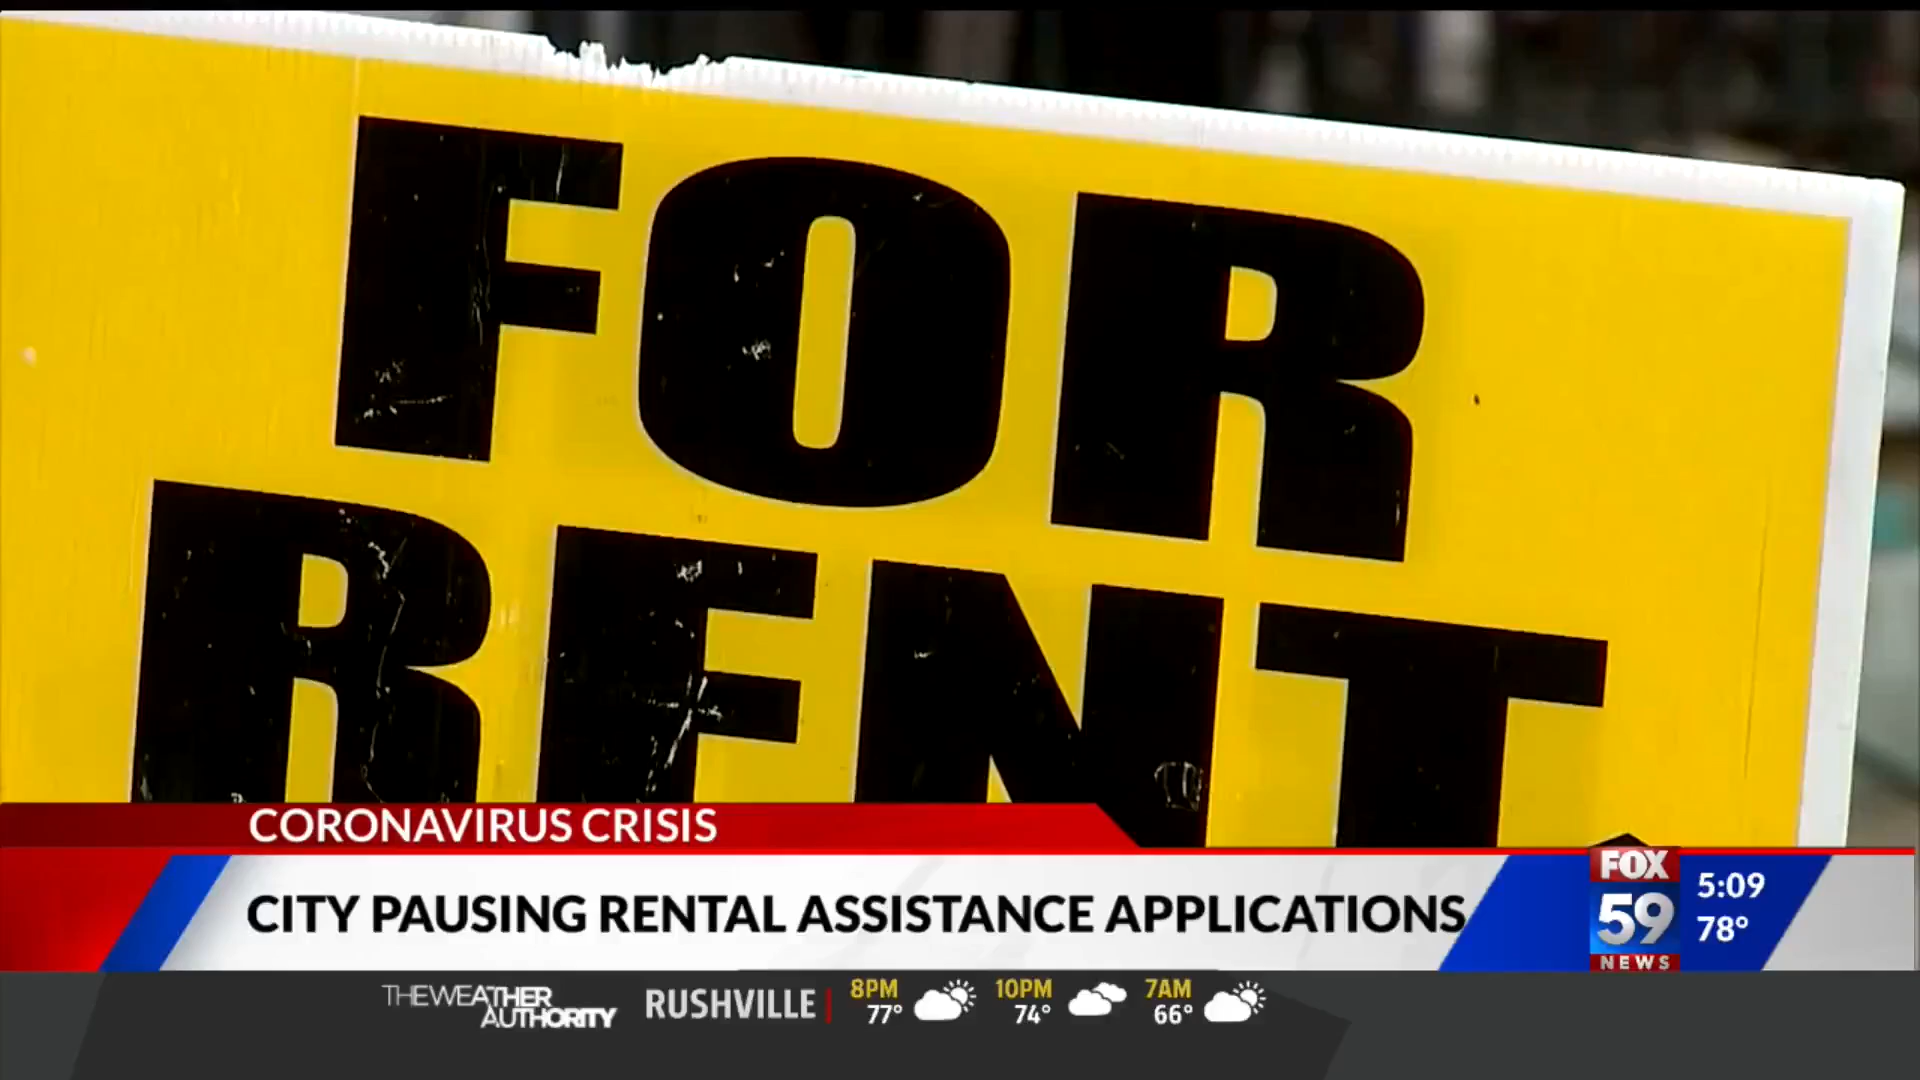 FOR
RENT
CORONAVIRUS CRISIS
CITY PAUSING RENTAL ASSISTANCE APPLICATIONS
FOX
59
NEWS
5:09
78°
THE WEATHER
AUTHORITY
RUSHVILLE
8PM
77°
10PM
74°
7AM
66°